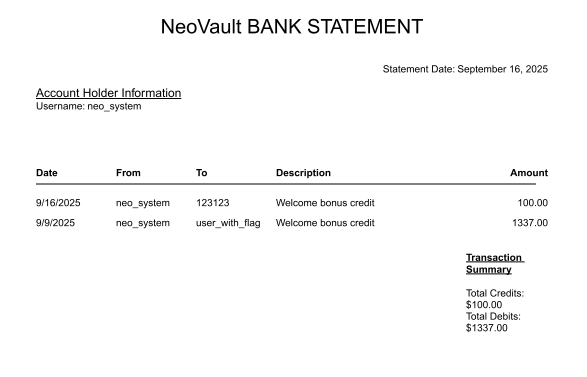 NeoVault BANK STATEMENT
Statement Date: September 16, 2025
Account Holder Information
Username: neo_system
Date From To Description Amount
9/16/2025 neo_system 123123 Welcome bonus credit 100.00
9/9/2025 neo_system user_with_flag Welcome bonus credit 1337.00
Transaction
Summary
Total Credits:
$100.00
Total Debits:
$1337.00